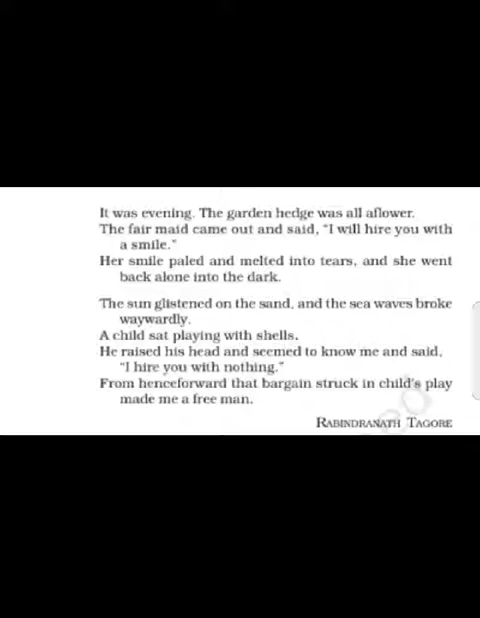 It was evening. The garden hedge was all aflower.
The fair maid came out and said, "I will hire you with
a smile."
Her smile paled and melted into tears, and she went
back alone into the dark.
The sun glistened on the sand, and the sea waves broke
waywardly.
A child sat playing with shells.
He raised his head and seemed to know me and said,
"I hire you with nothing."
From henceforward that bargain struck in child's play
made me a free man.
RABINDRANATH TAGORE